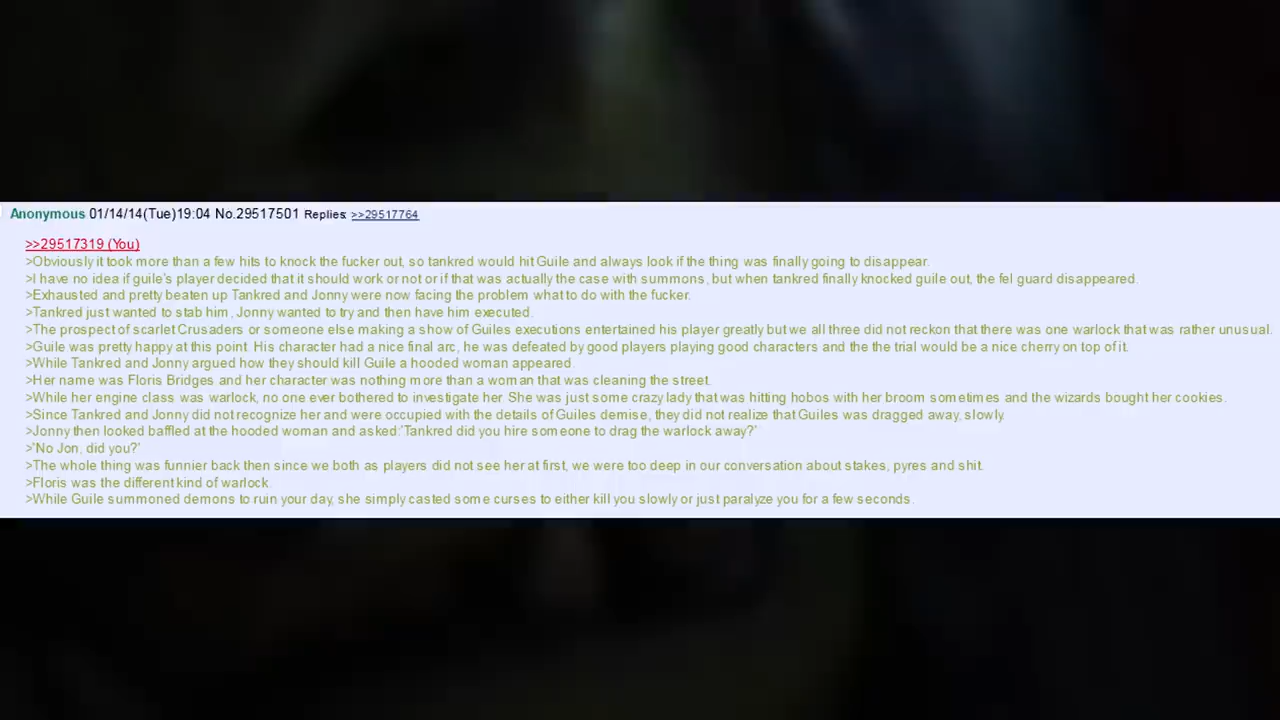 Anonymous 01/14/14(Tue)19:04 No.29517501 Replies: >>29517764
>>29517319 (You)
>Obviously it took more than a few hits to knock the fucker out, so tankred would hit Guile and always look if the thing was finally going to disappear.
>I have no idea if guile's player decided that it should work or not or if that was actually the case with summons, but when tankred finally knocked guile out, the fel guard disappeared.
>Exhausted and pretty beaten up Tankred and Jonny were now facing the problem what to do with the fucker.
>Tankred just wanted to stab him, Jonny wanted to try and then have him executed.
>The prospect of scarlet Crusaders or someone else making a show of Guiles executions entertained his player greatly but we all three did not reckon that there was one warlock that was rather unusual.
>Guile was pretty happy at this point. His character had a nice final arc, he was defeated by good players playing good characters and the the trial would be a nice cherry on top of it.
>While Tankred and Jonny argued how they should kill Guile a hooded woman appeared.
>Her name was Floris Bridges and her character was nothing more than a woman that was cleaning the street.
>While her engine class was warlock, no one ever bothered to investigate her. She was just some crazy lady that was hitting hobos with her broom sometimes and the wizards bought her cookies.
>Since Tankred and Jonny did not recognize her and were occupied with the details of Guiles demise, they did not realize that Guiles was dragged away, slowly.
>Jonny then looked baffled at the hooded woman and asked:'Tankred did you hire someone to drag the warlock away?'
>'No Jon, did you?'
>The whole thing was funnier back then since we both as players did not see her at first, we were too deep in our conversation about stakes, pyres and shit.
>Floris was the different kind of warlock.
>While Guile summoned demons to ruin your day, she simply casted some curses to either kill you slowly or just paralyze you for a few seconds.